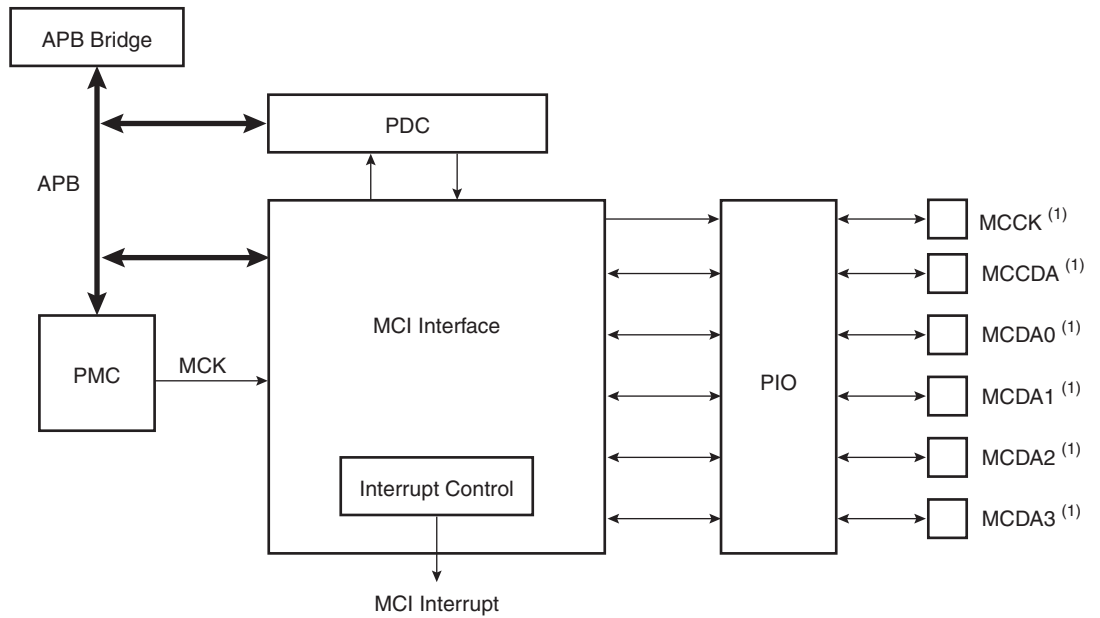 APB Bridge
PDC
APB
MCCK (1)
MCCDA (1)
MCI Interface
MCDA0 (1)
PMC
MCK
PIO
MCDA1 (1)
MCDA2 (1)
Interrupt Control
MCDA3 (1)
MCI Interrupt